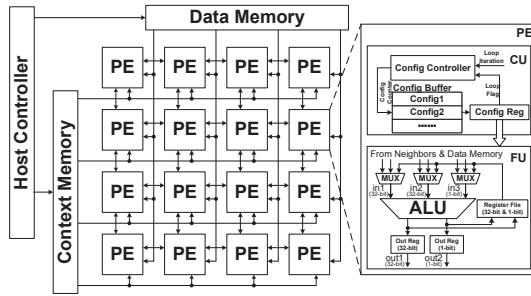 Data Memory
Host Controller
Context Memory
PE PE PE PE
PE PE PE PE
PE PE PE PE
PE PE PE PE
PE
CU
Config Controller
Loop
Iteration
Config
Counter
Loop
Flag
Config Buffer
Config1
Config2
······
Config Reg
FU
From Neighbors & Data Memory
MUX MUX MUX
in1 in2 in3
(32-bit) (32-bit) (1-bit)
ALU
Register File
(32-bit & 1-bit)
Out Reg
(32-bit)
Out Reg
(1-bit)
out1 out2
(32-bit) (1-bit)